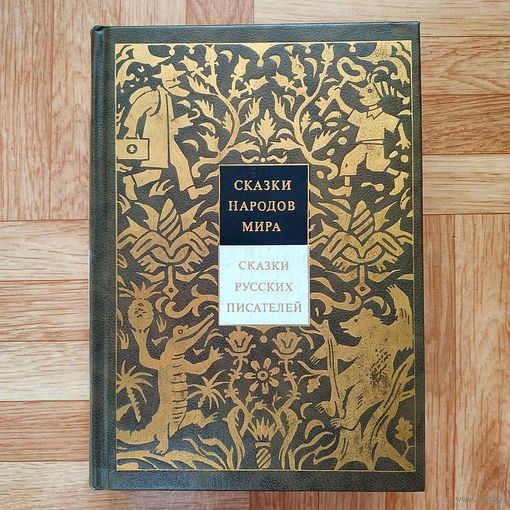 СКАЗКИ
НАРОДОВ
МИРА
СКАЗКИ
РУССКИХ
ПИСАТЕЛЕЙ